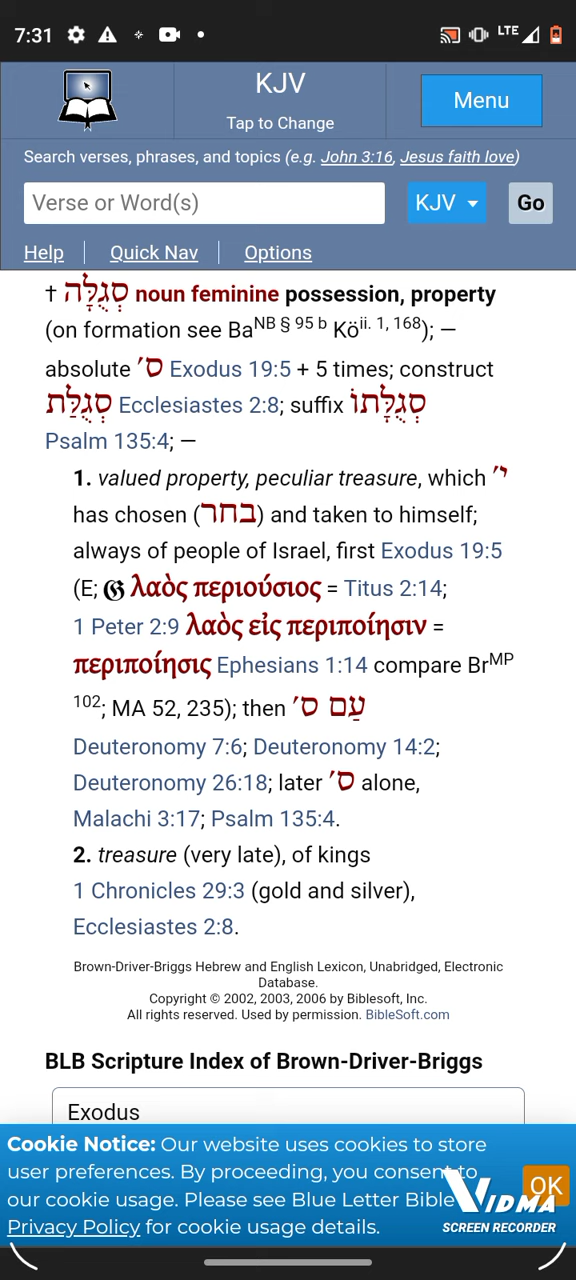 7:31 LTE
KJV
Tap to Change
Menu
Search verses, phrases, and topics (e.g. John 3:16, Jesus faith love)
Verse or Word(s) KJV Go
Help Quick Nav Options
† סְגֻלָּה noun feminine possession, property
(on formation see Ba NB § 95 b Kö ii. 1, 168); —
absolute ס׳ Exodus 19:5 + 5 times; construct
סְגֻלַּת Ecclesiastes 2:8; suffix סְגֻלָּתוֹ
Psalm 135:4; —
1. valued property, peculiar treasure, which י׳
has chosen (בחר) and taken to himself;
always of people of Israel, first Exodus 19:5
(E; 𝕲 λαὸς περιούσιος = Titus 2:14;
1 Peter 2:9 λαὸς εἰς περιποίησιν =
περιποίησις Ephesians 1:14 compare Br MP
102; MA 52, 235); then עַם ס׳
Deuteronomy 7:6; Deuteronomy 14:2;
Deuteronomy 26:18; later ס׳ alone,
Malachi 3:17; Psalm 135:4.
2. treasure (very late), of kings
1 Chronicles 29:3 (gold and silver),
Ecclesiastes 2:8.
Brown-Driver-Briggs Hebrew and English Lexicon, Unabridged, Electronic
Database.
Copyright © 2002, 2003, 2006 by Biblesoft, Inc.
All rights reserved. Used by permission. BibleSoft.com
BLB Scripture Index of Brown-Driver-Briggs
Exodus
Cookie Notice: Our website uses cookies to store
user preferences. By proceeding, you consent to
our cookie usage. Please see Blue Letter Bible
Privacy Policy for cookie usage details.
OK
VIDMA
SCREEN RECORDER